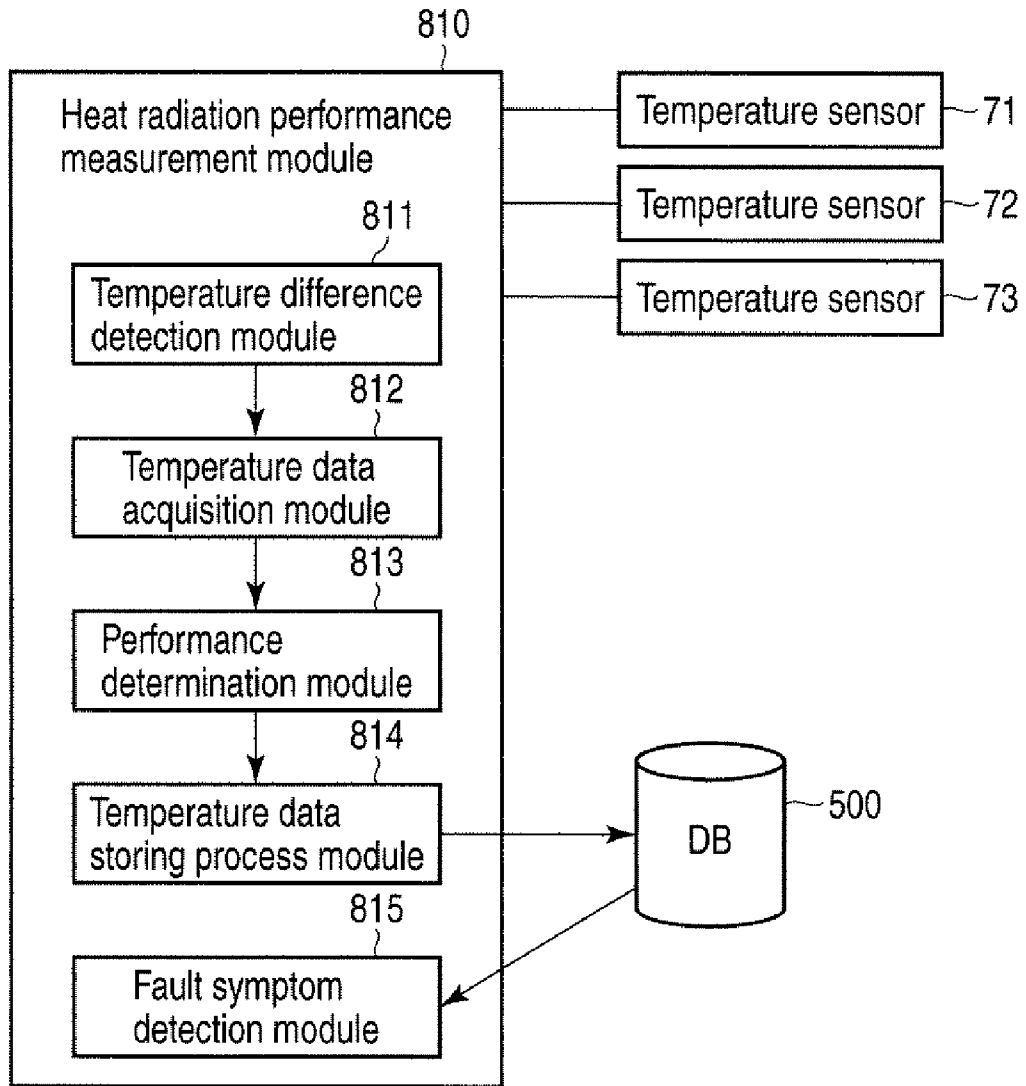 810
Heat radiation performance
measurement module
Temperature sensor
71
Temperature sensor
72
Temperature sensor
73
811
Temperature difference
detection module
812
Temperature data
acquisition module
813
Performance
determination module
814
Temperature data
storing process module
DB
500
815
Fault symptom
detection module